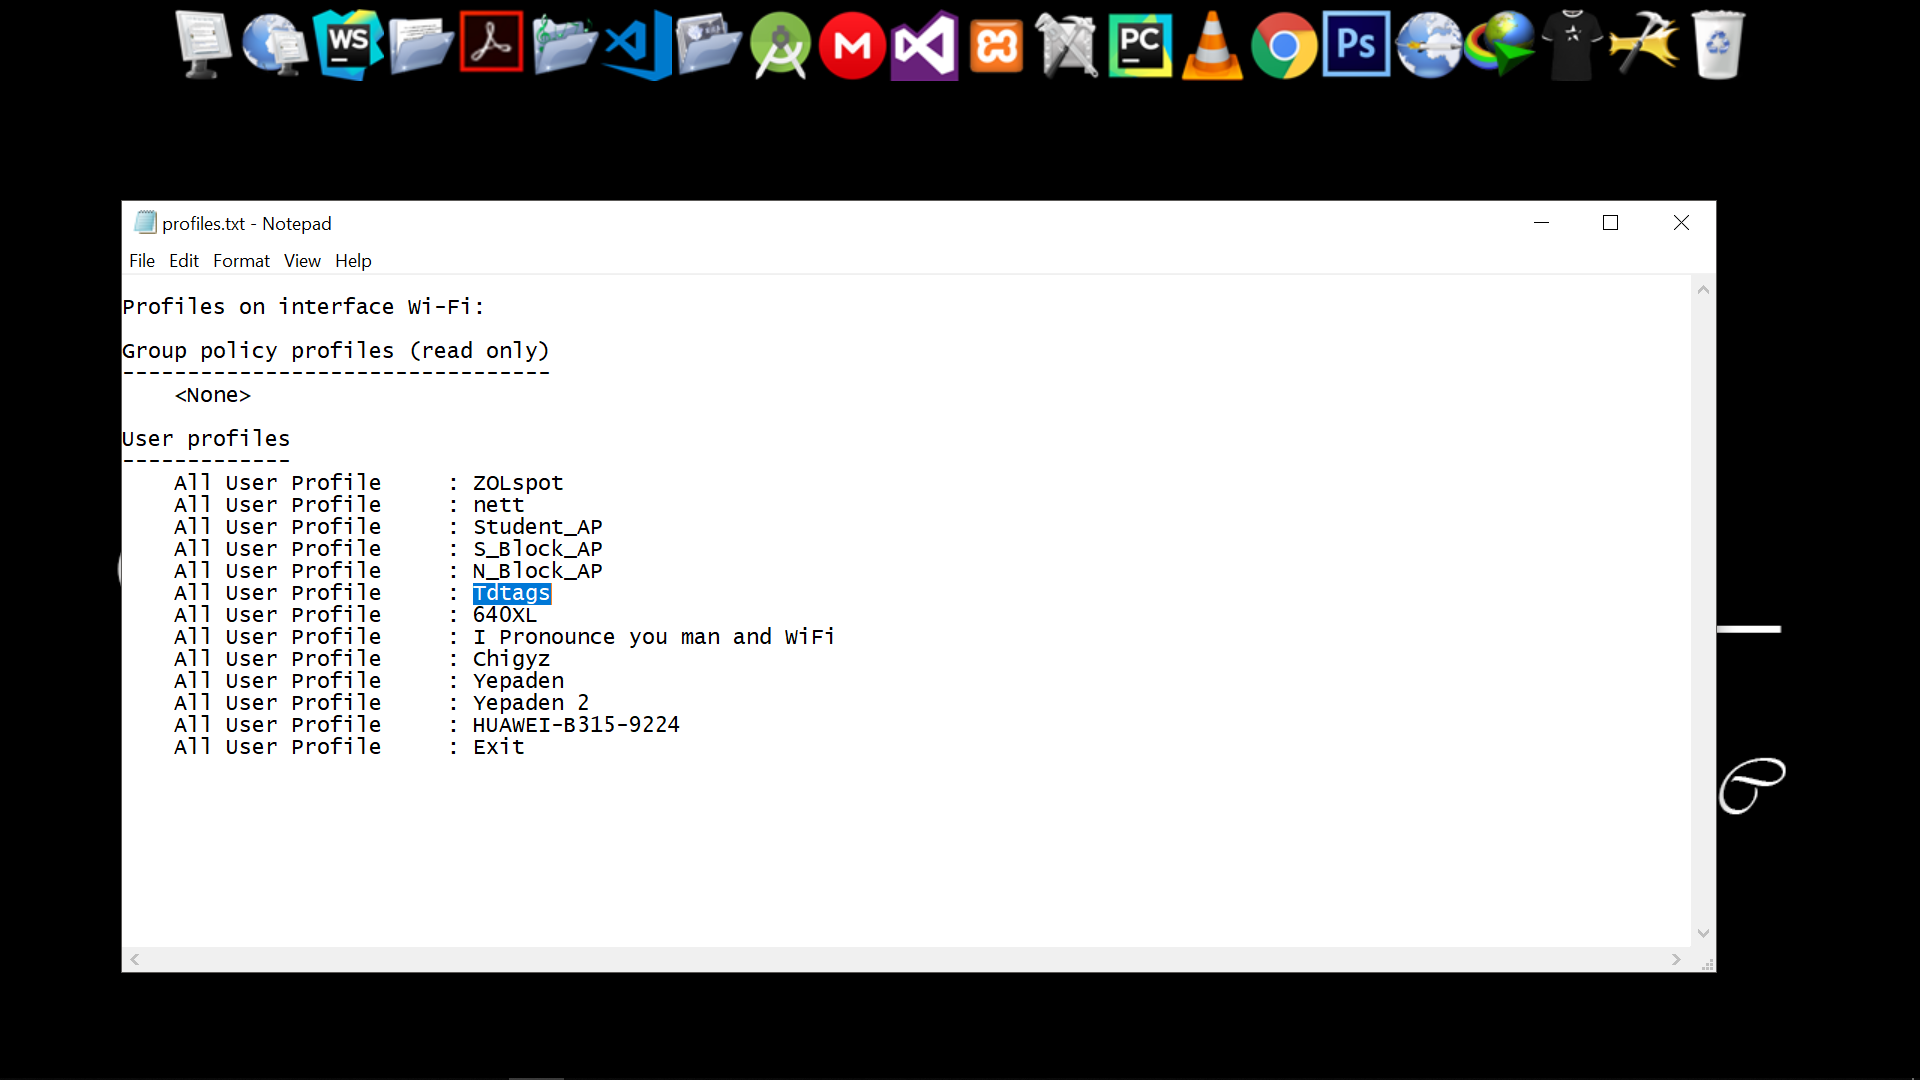 WS
PC
Ps
profiles.txt - Notepad
File Edit Format View Help
Profiles on interface Wi-Fi:
Group policy profiles (read only)
---------------------------------
<None>
User profiles
-------------
All User Profile : ZOLspot
All User Profile : nett
All User Profile : Student_AP
All User Profile : S_Block_AP
All User Profile : N_Block_AP
All User Profile : Tdtags
All User Profile : 640XL
All User Profile : I Pronounce you man and WiFi
All User Profile : Chigyz
All User Profile : Yepaden
All User Profile : Yepaden 2
All User Profile : HUAWEI-B315-9224
All User Profile : Exit